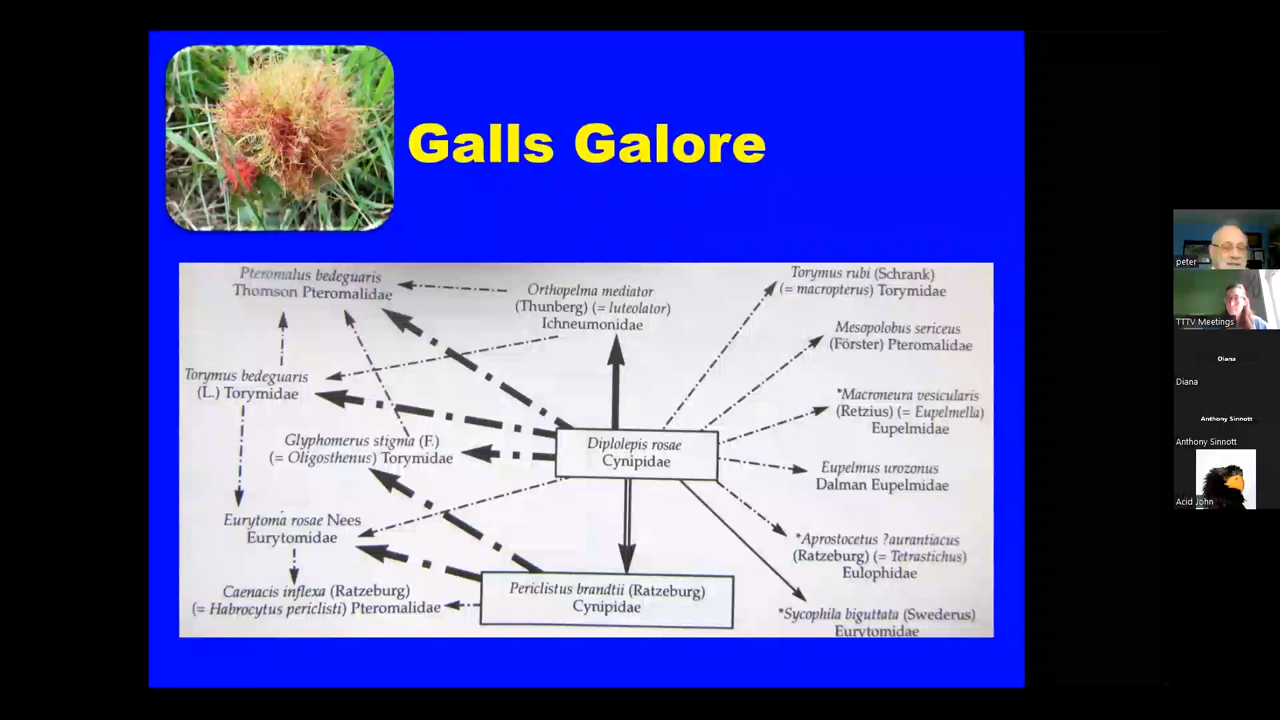 Galls Galore
Pteromalus bedeguaris
Thomson Pteromalidae
Orthopelma mediator
(Thunberg) (= luteolator)
Ichneumonidae
Torymus rubi (Schrank)
(= macropterus) Torymidae
Mesopolobus sericeus
(Förster) Pteromalidae
Torymus bedeguaris
(L.) Torymidae
*Macroneura vesicularis
(Retzius) (= Eupelmella)
Eupelmidae
Glyphomerus stigma (F.)
(= Oligosthenus) Torymidae
Diplolepis rosae
Cynipidae
Eupelmus urozonus
Dalman Eupelmidae
Eurytoma rosae Nees
Eurytomidae
*Aprostocetus ?aurantiacus
(Ratzeburg) (= Tetrastichus)
Eulophidae
Caenacis inflexa (Ratzeburg)
(= Habrocytus periclisti) Pteromalidae
Periclistus brandtii (Ratzeburg)
Cynipidae
*Sycophila biguttata (Swederus)
Eurytomidae
peter
TTTV Meetings
Diana
Diana
Anthony Sinnott
Anthony Sinnott
Acid John